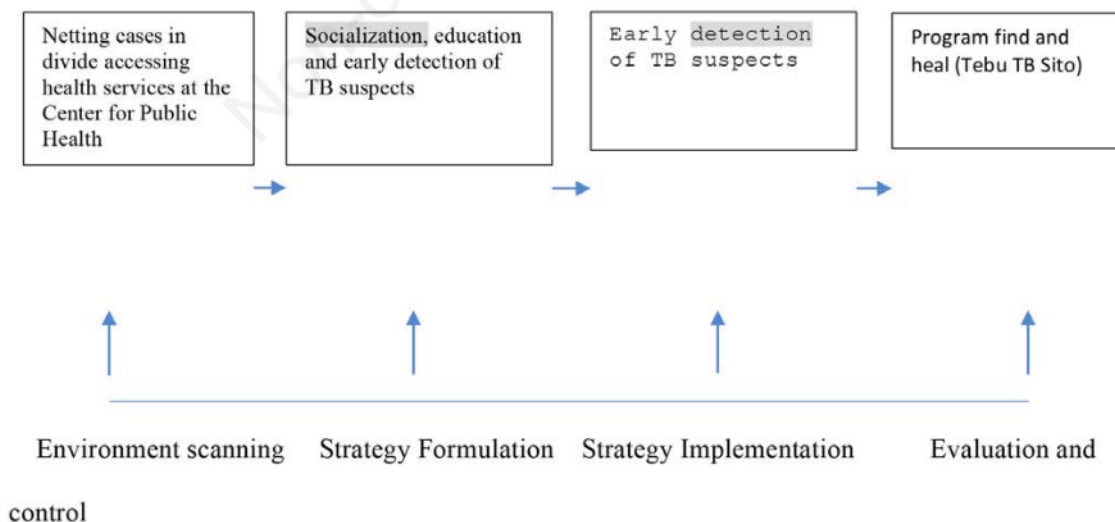 Netting cases in
divide accessing
health services at the
Center for Public
Health
Socialization, education
and early detection of
TB suspects
Early detection
of TB suspects
Program find and
heal (Tebu TB Sito)
Environment scanning
Strategy Formulation
Strategy Implementation
Evaluation and
control